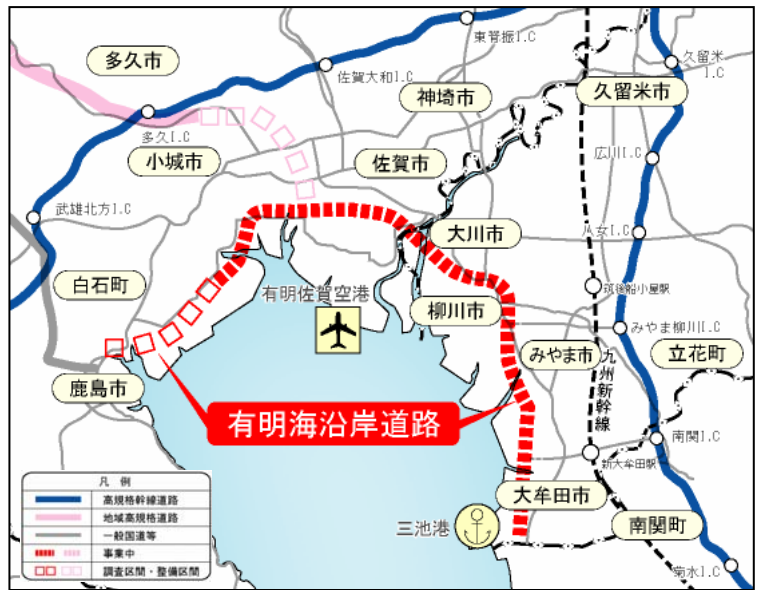 東脊振I.C
多久市
佐賀大和I.C
久留米
I.C
神埼市
久留米市
多久I.C
小城市
佐賀市
広川I.C
武雄北方I.C
大川市
八女I.C
白石町
有明佐賀空港
筑後船小屋駅
柳川市
みやま柳川I.C
みやま市
立花町
九州新幹線
鹿島市
有明海沿岸道路
南関I.C
新大牟田駅
凡 例
高規格幹線道路
地域高規格道路
一般国道等
事業中
調査区間・整備区間
大牟田市
三池港
南関町
菊水I.C